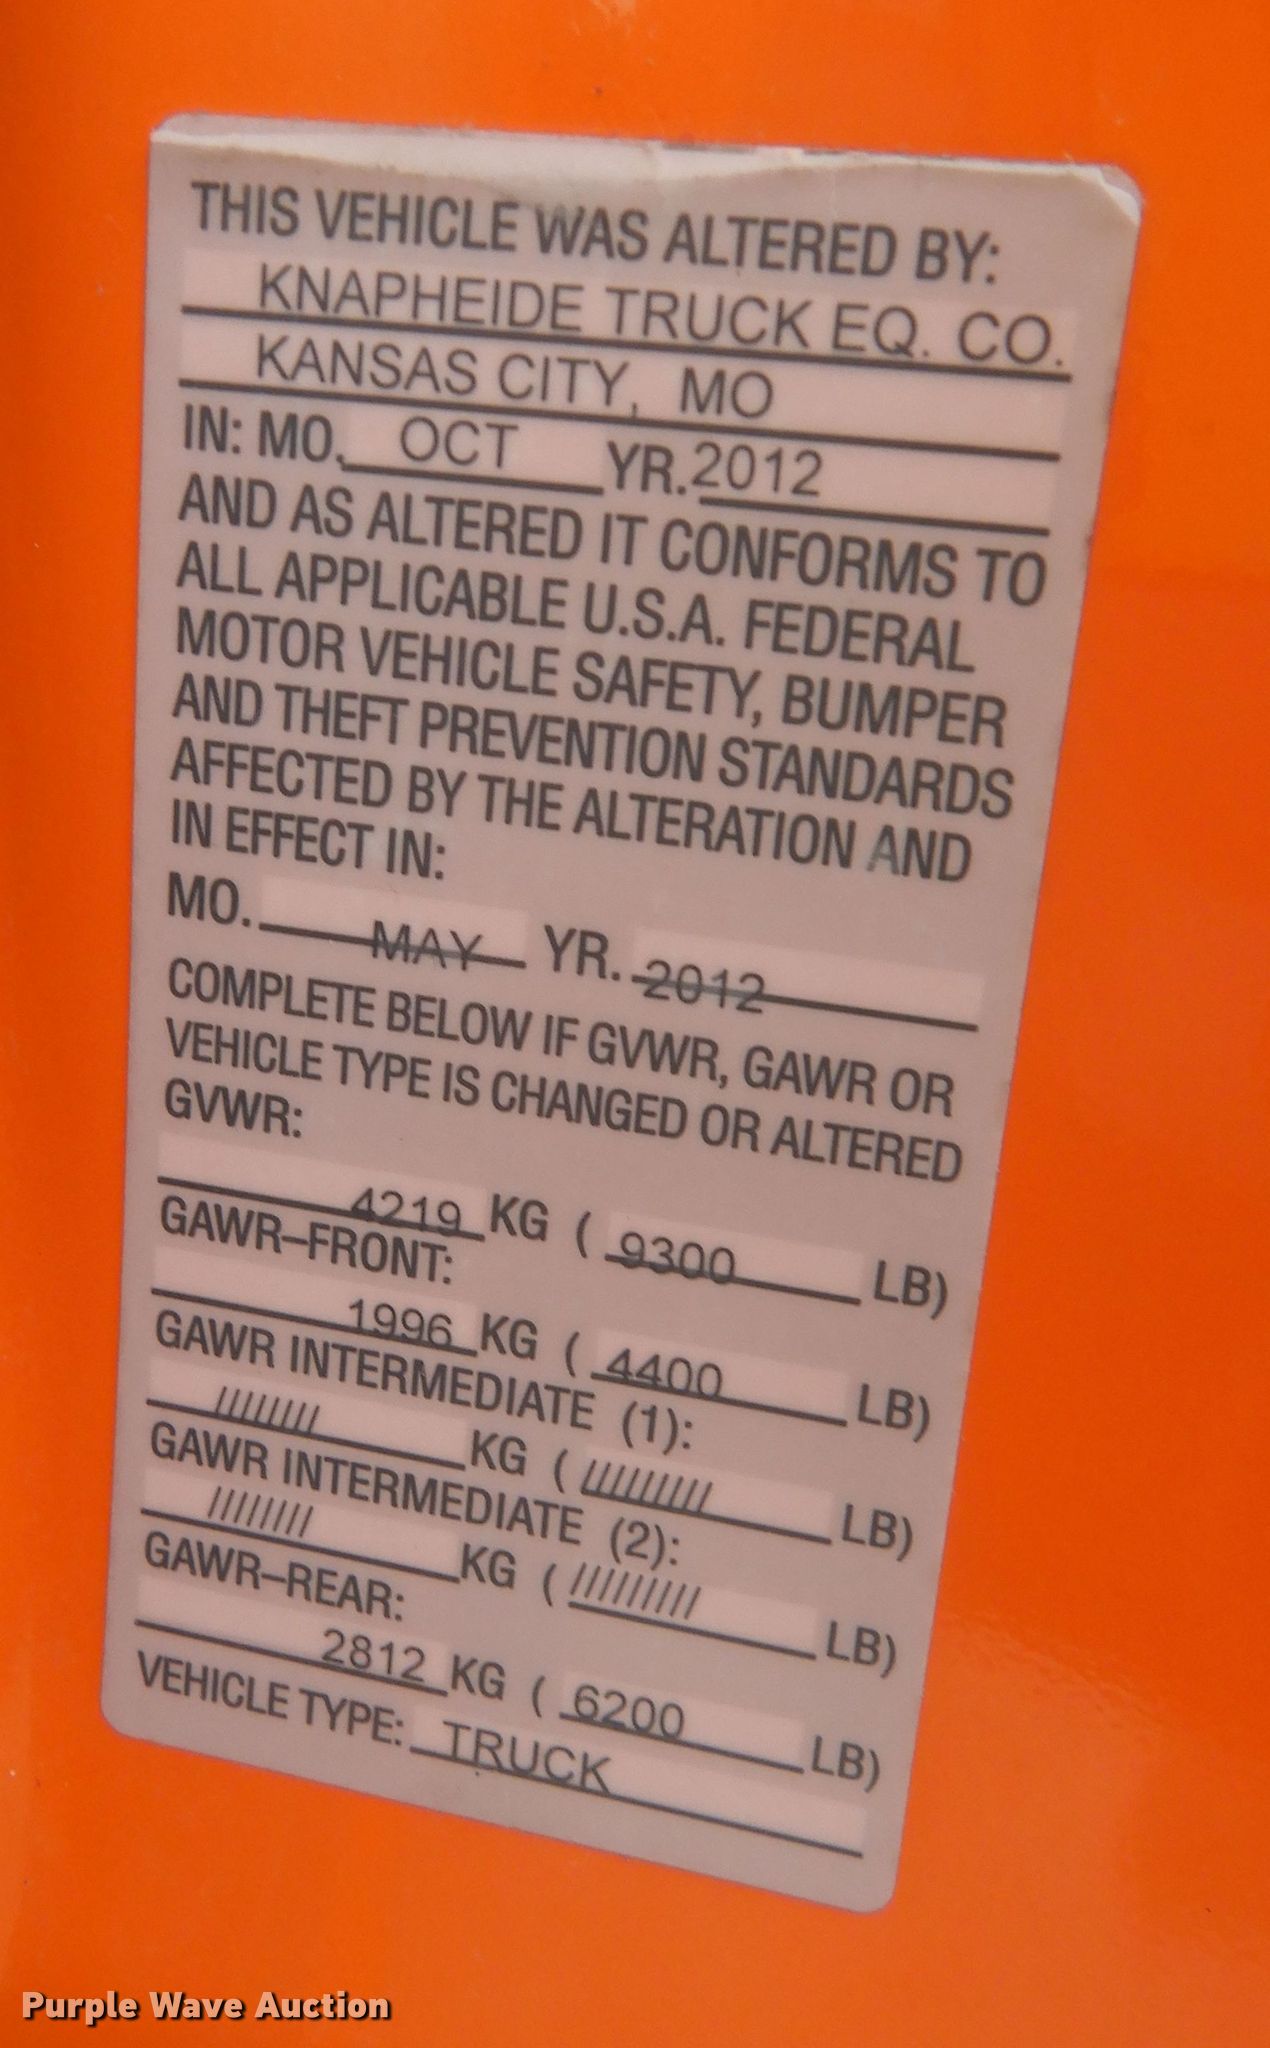 THIS VEHICLE WAS ALTERED BY:
KNAPHEIDE TRUCK EQ. CO.
KANSAS CITY, MO
IN: MO. OCT YR. 2012
AND AS ALTERED IT CONFORMS TO
ALL APPLICABLE U.S.A. FEDERAL
MOTOR VEHICLE SAFETY, BUMPER
AND THEFT PREVENTION STANDARDS
AFFECTED BY THE ALTERATION AND
IN EFFECT IN:
MO. MAY YR. 2012
COMPLETE BELOW IF GVWR, GAWR OR
VEHICLE TYPE IS CHANGED OR ALTERED
GVWR:
4219 KG ( 9300 LB)
GAWR–FRONT:
1996 KG ( 4400 LB)
GAWR INTERMEDIATE (1):
//////// KG ( ////////// LB)
GAWR INTERMEDIATE (2):
//////// KG ( ////////// LB)
GAWR–REAR:
2812 KG ( 6200 LB)
VEHICLE TYPE: TRUCK
Purple Wave Auction